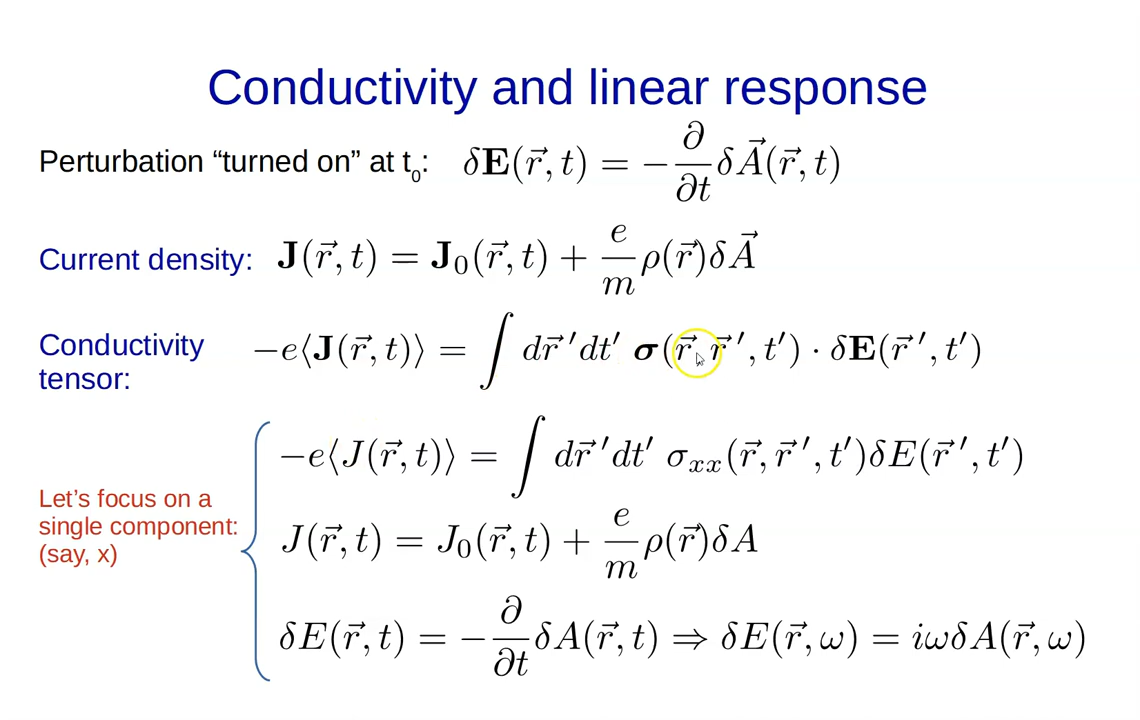 Conductivity and linear response
Perturbation “turned on” at t₀: δ𝐄(r⃗, t) = −∂/∂t δA⃗(r⃗, t)
Current density: 𝐉(r⃗, t) = 𝐉₀(r⃗, t) + e/m ρ(r⃗)δA⃗
Conductivity
tensor:
−e⟨𝐉(r⃗, t)⟩ = ∫ dr⃗ ′dt′ 𝛔(r⃗, r⃗ ′, t′) · δ𝐄(r⃗ ′, t′)
Let’s focus on a
single component:
(say, x)
−e⟨J(r⃗, t)⟩ = ∫ dr⃗ ′dt′ σₓₓ(r⃗, r⃗ ′, t′)δE(r⃗ ′, t′)
J(r⃗, t) = J₀(r⃗, t) + e/m ρ(r⃗)δA
δE(r⃗, t) = −∂/∂t δA(r⃗, t) ⇒ δE(r⃗, ω) = iωδA(r⃗, ω)